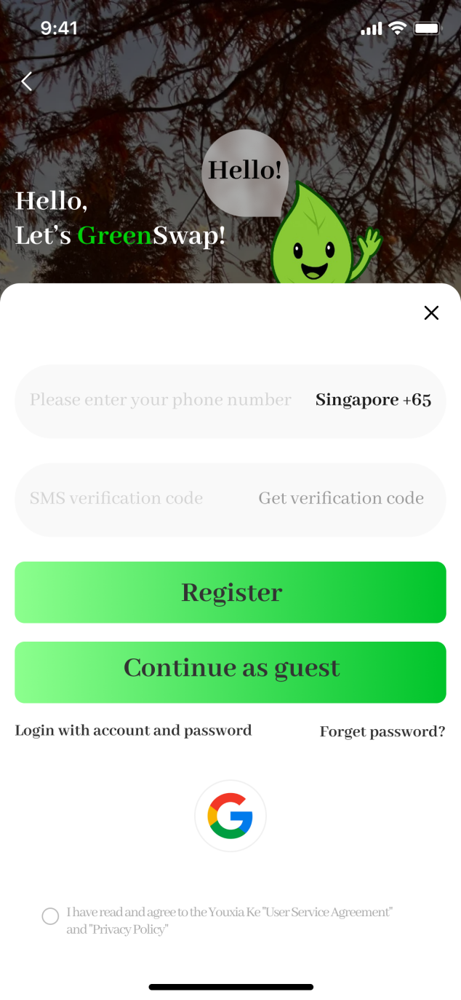 9:41
Hello!
Hello,
Let's GreenSwap!
Please enter your phone number Singapore +65
SMS verification code Get verification code
Register
Continue as guest
Login with account and password Forget password?
I have read and agree to the Youxia Ke "User Service Agreement"
and "Privacy Policy"